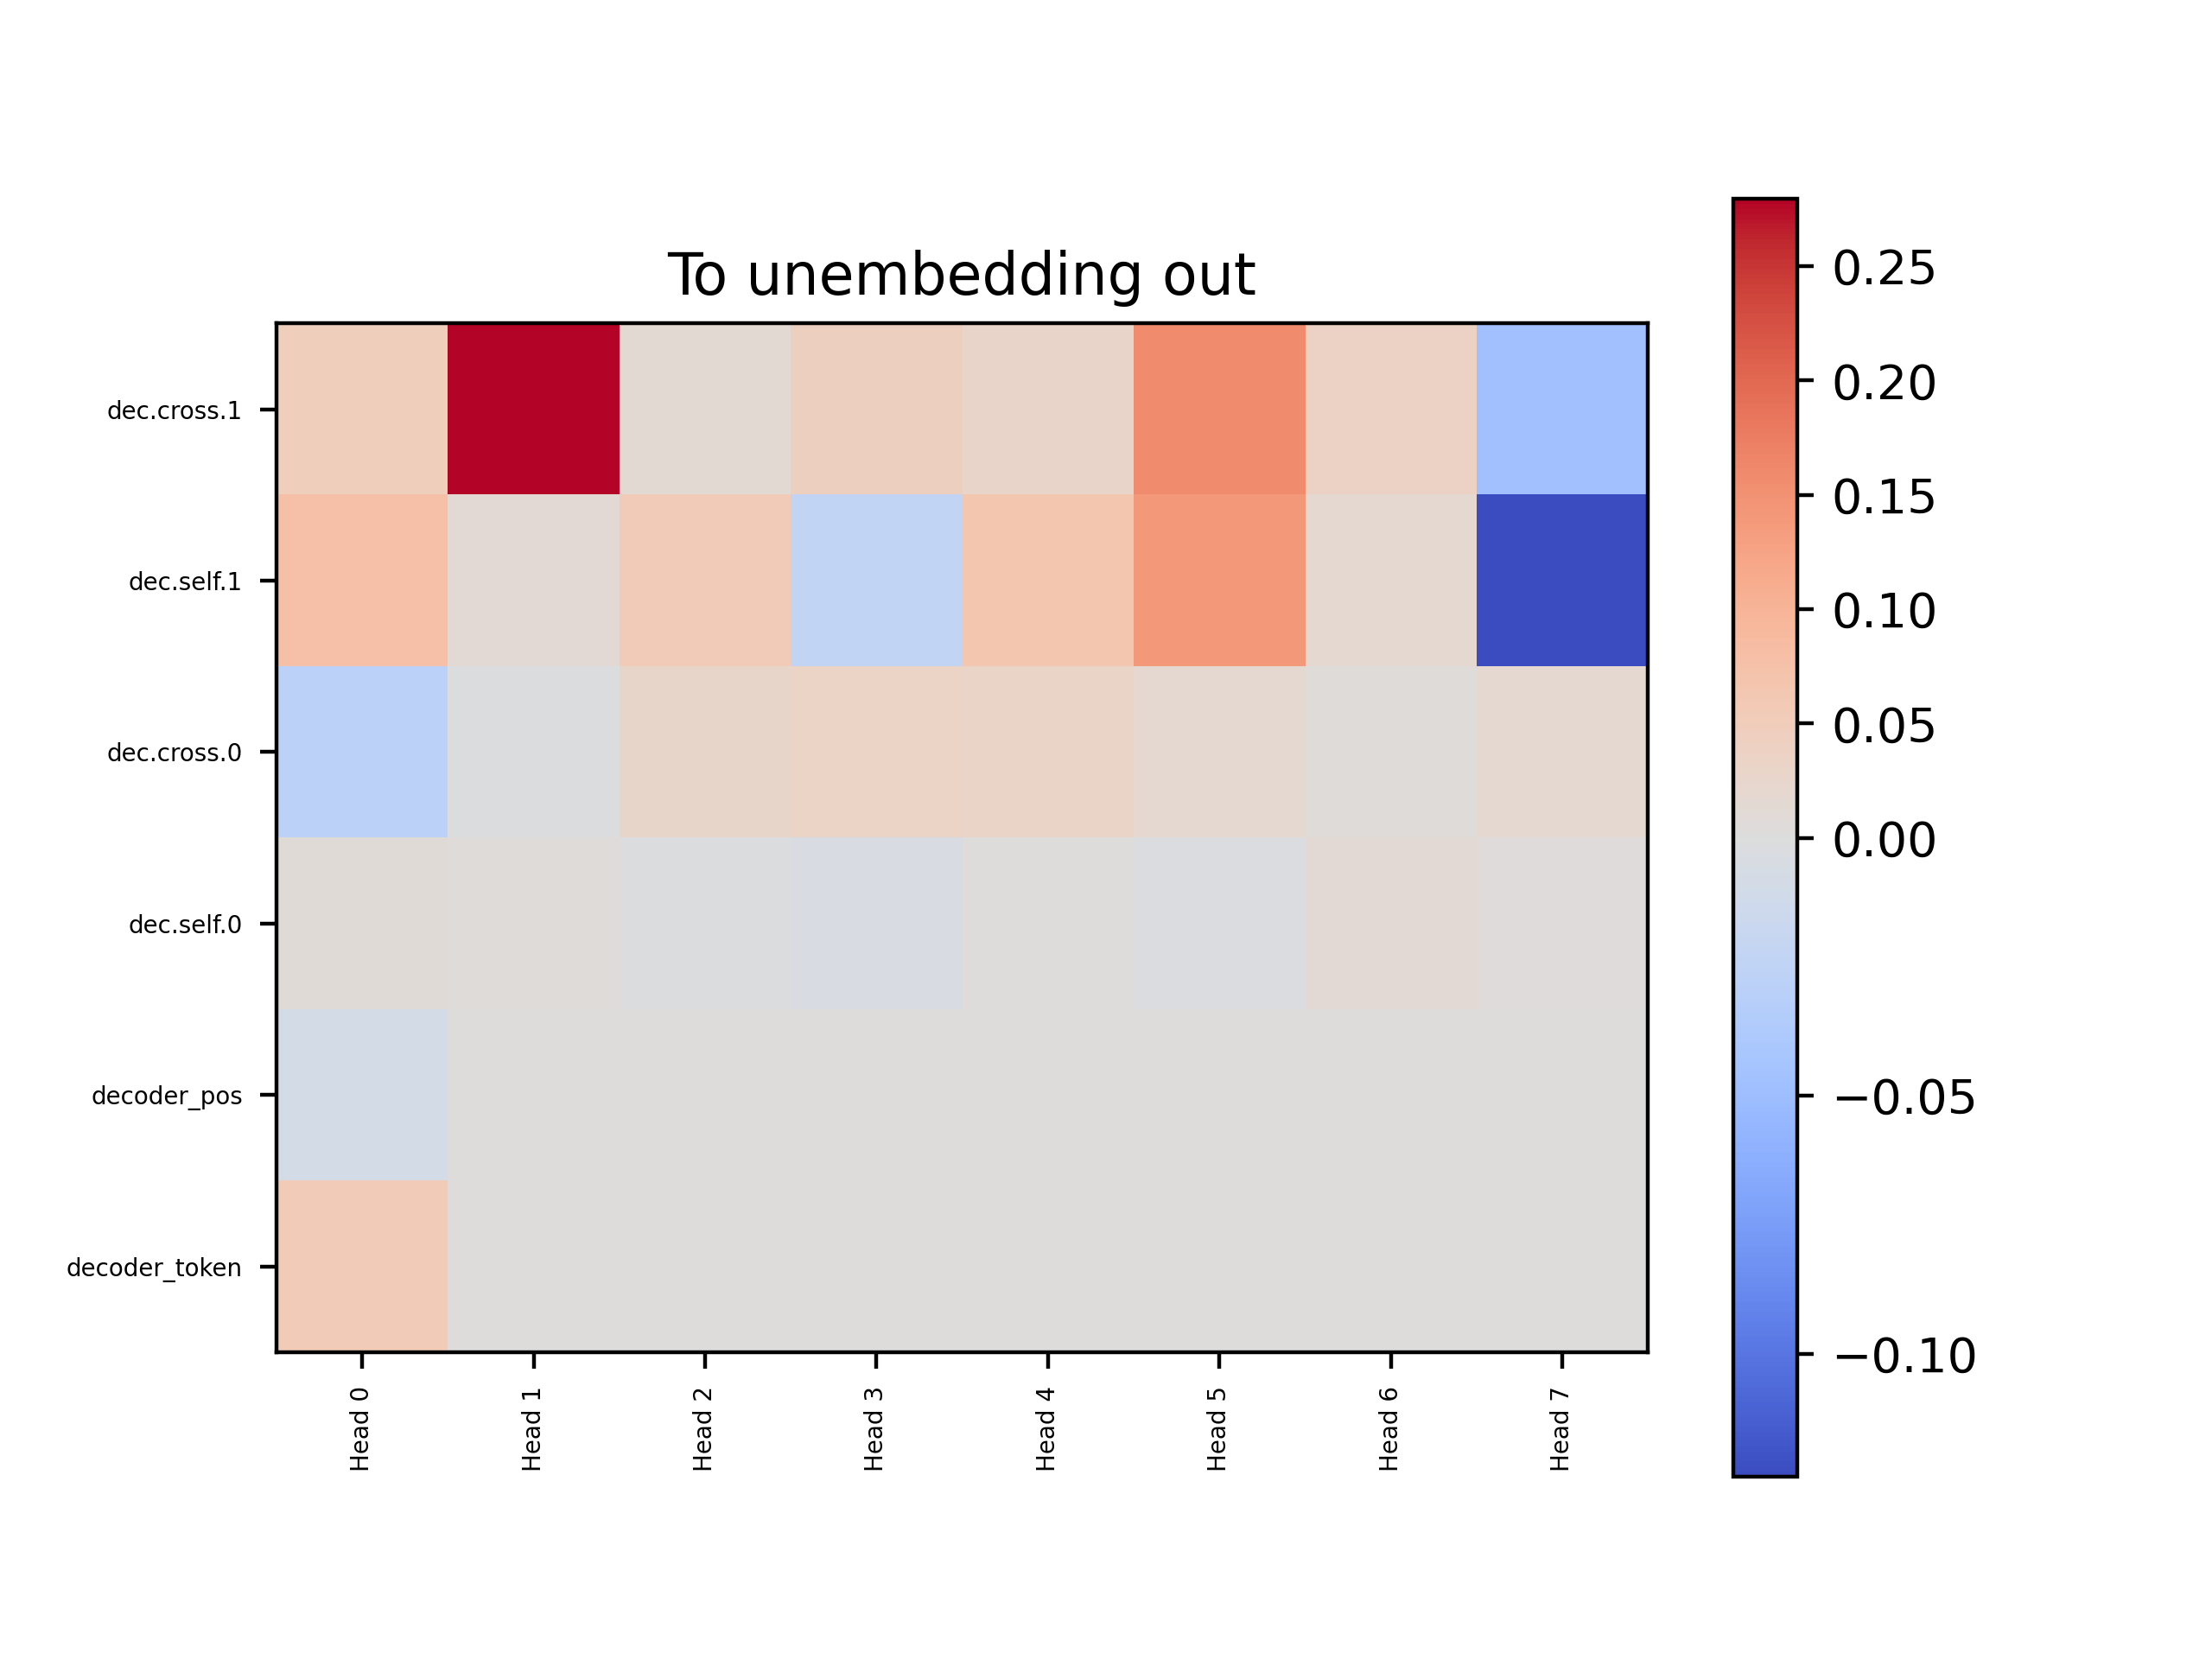 To unembedding out
dec.cross.1
dec.self.1
dec.cross.0
dec.self.0
decoder_pos
decoder_token
Head 0
Head 1
Head 2
Head 3
Head 4
Head 5
Head 6
Head 7
0.25
0.20
0.15
0.10
0.05
0.00
−0.05
−0.10